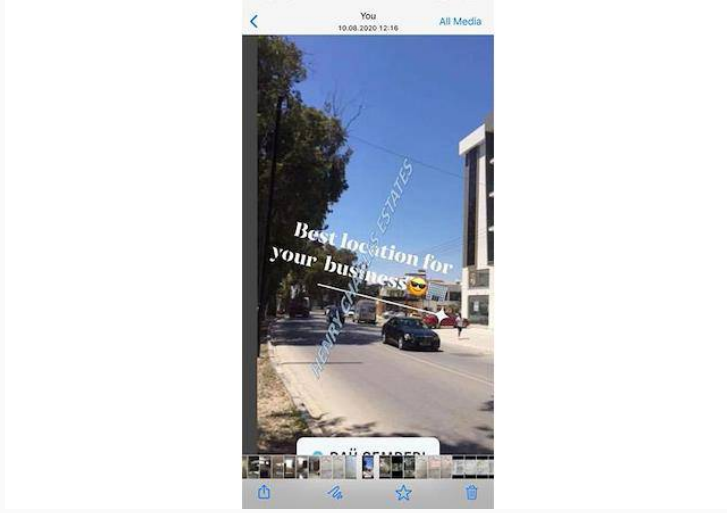 You
10.08.2020 12:16
All Media
Best location for
your business😎
HENRY CHARLES ESTATES